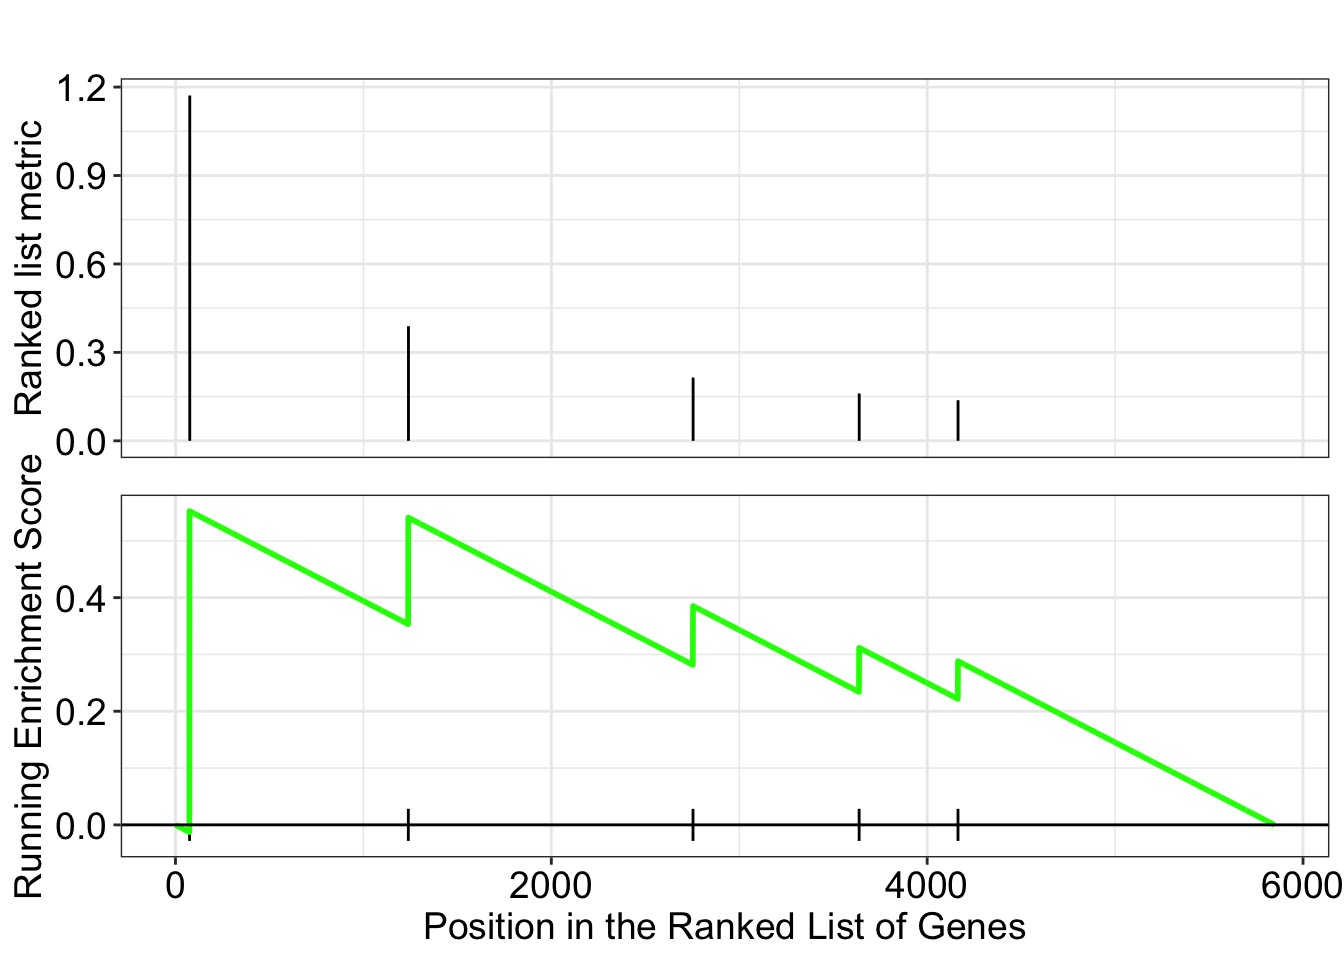 Ranked list metric
1.2
0.9
0.6
0.3
0.0
Running Enrichment Score
0.4
0.2
0.0
0 2000 4000 6000
Position in the Ranked List of Genes